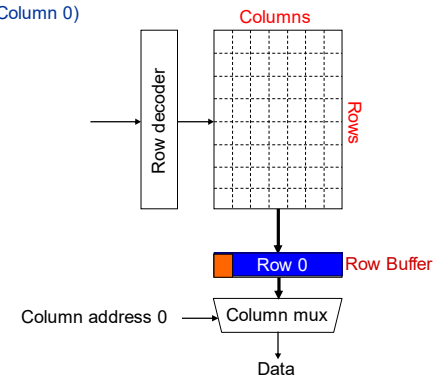 Column 0)
Columns
Row decoder
Rows
Row 0
Row Buffer
Column address 0
Column mux
Data